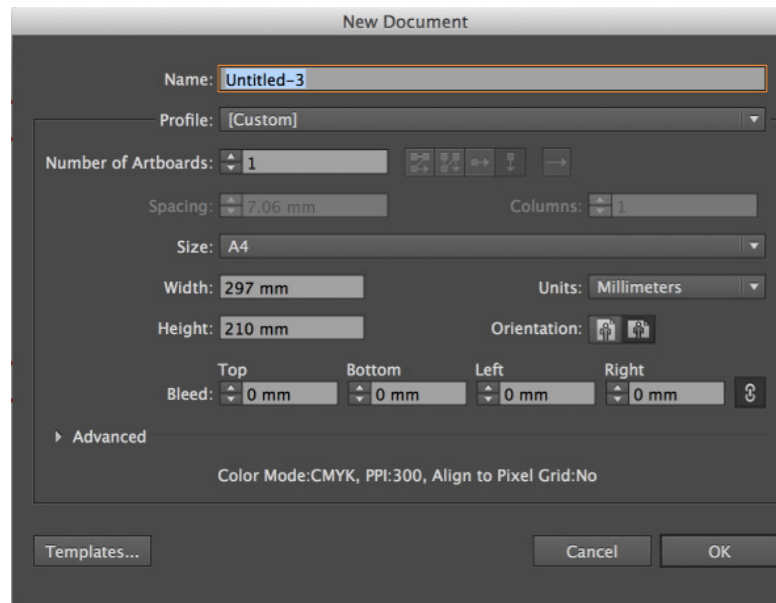 New Document
Name: Untitled-3
Profile: [Custom]
Number of Artboards: 1
Spacing: 7.06 mm Columns: 1
Size: A4
Width: 297 mm Units: Millimeters
Height: 210 mm Orientation:
Top Bottom Left Right
Bleed: 0 mm 0 mm 0 mm 0 mm
Advanced
Color Mode:CMYK, PPI:300, Align to Pixel Grid:No
Templates... Cancel OK